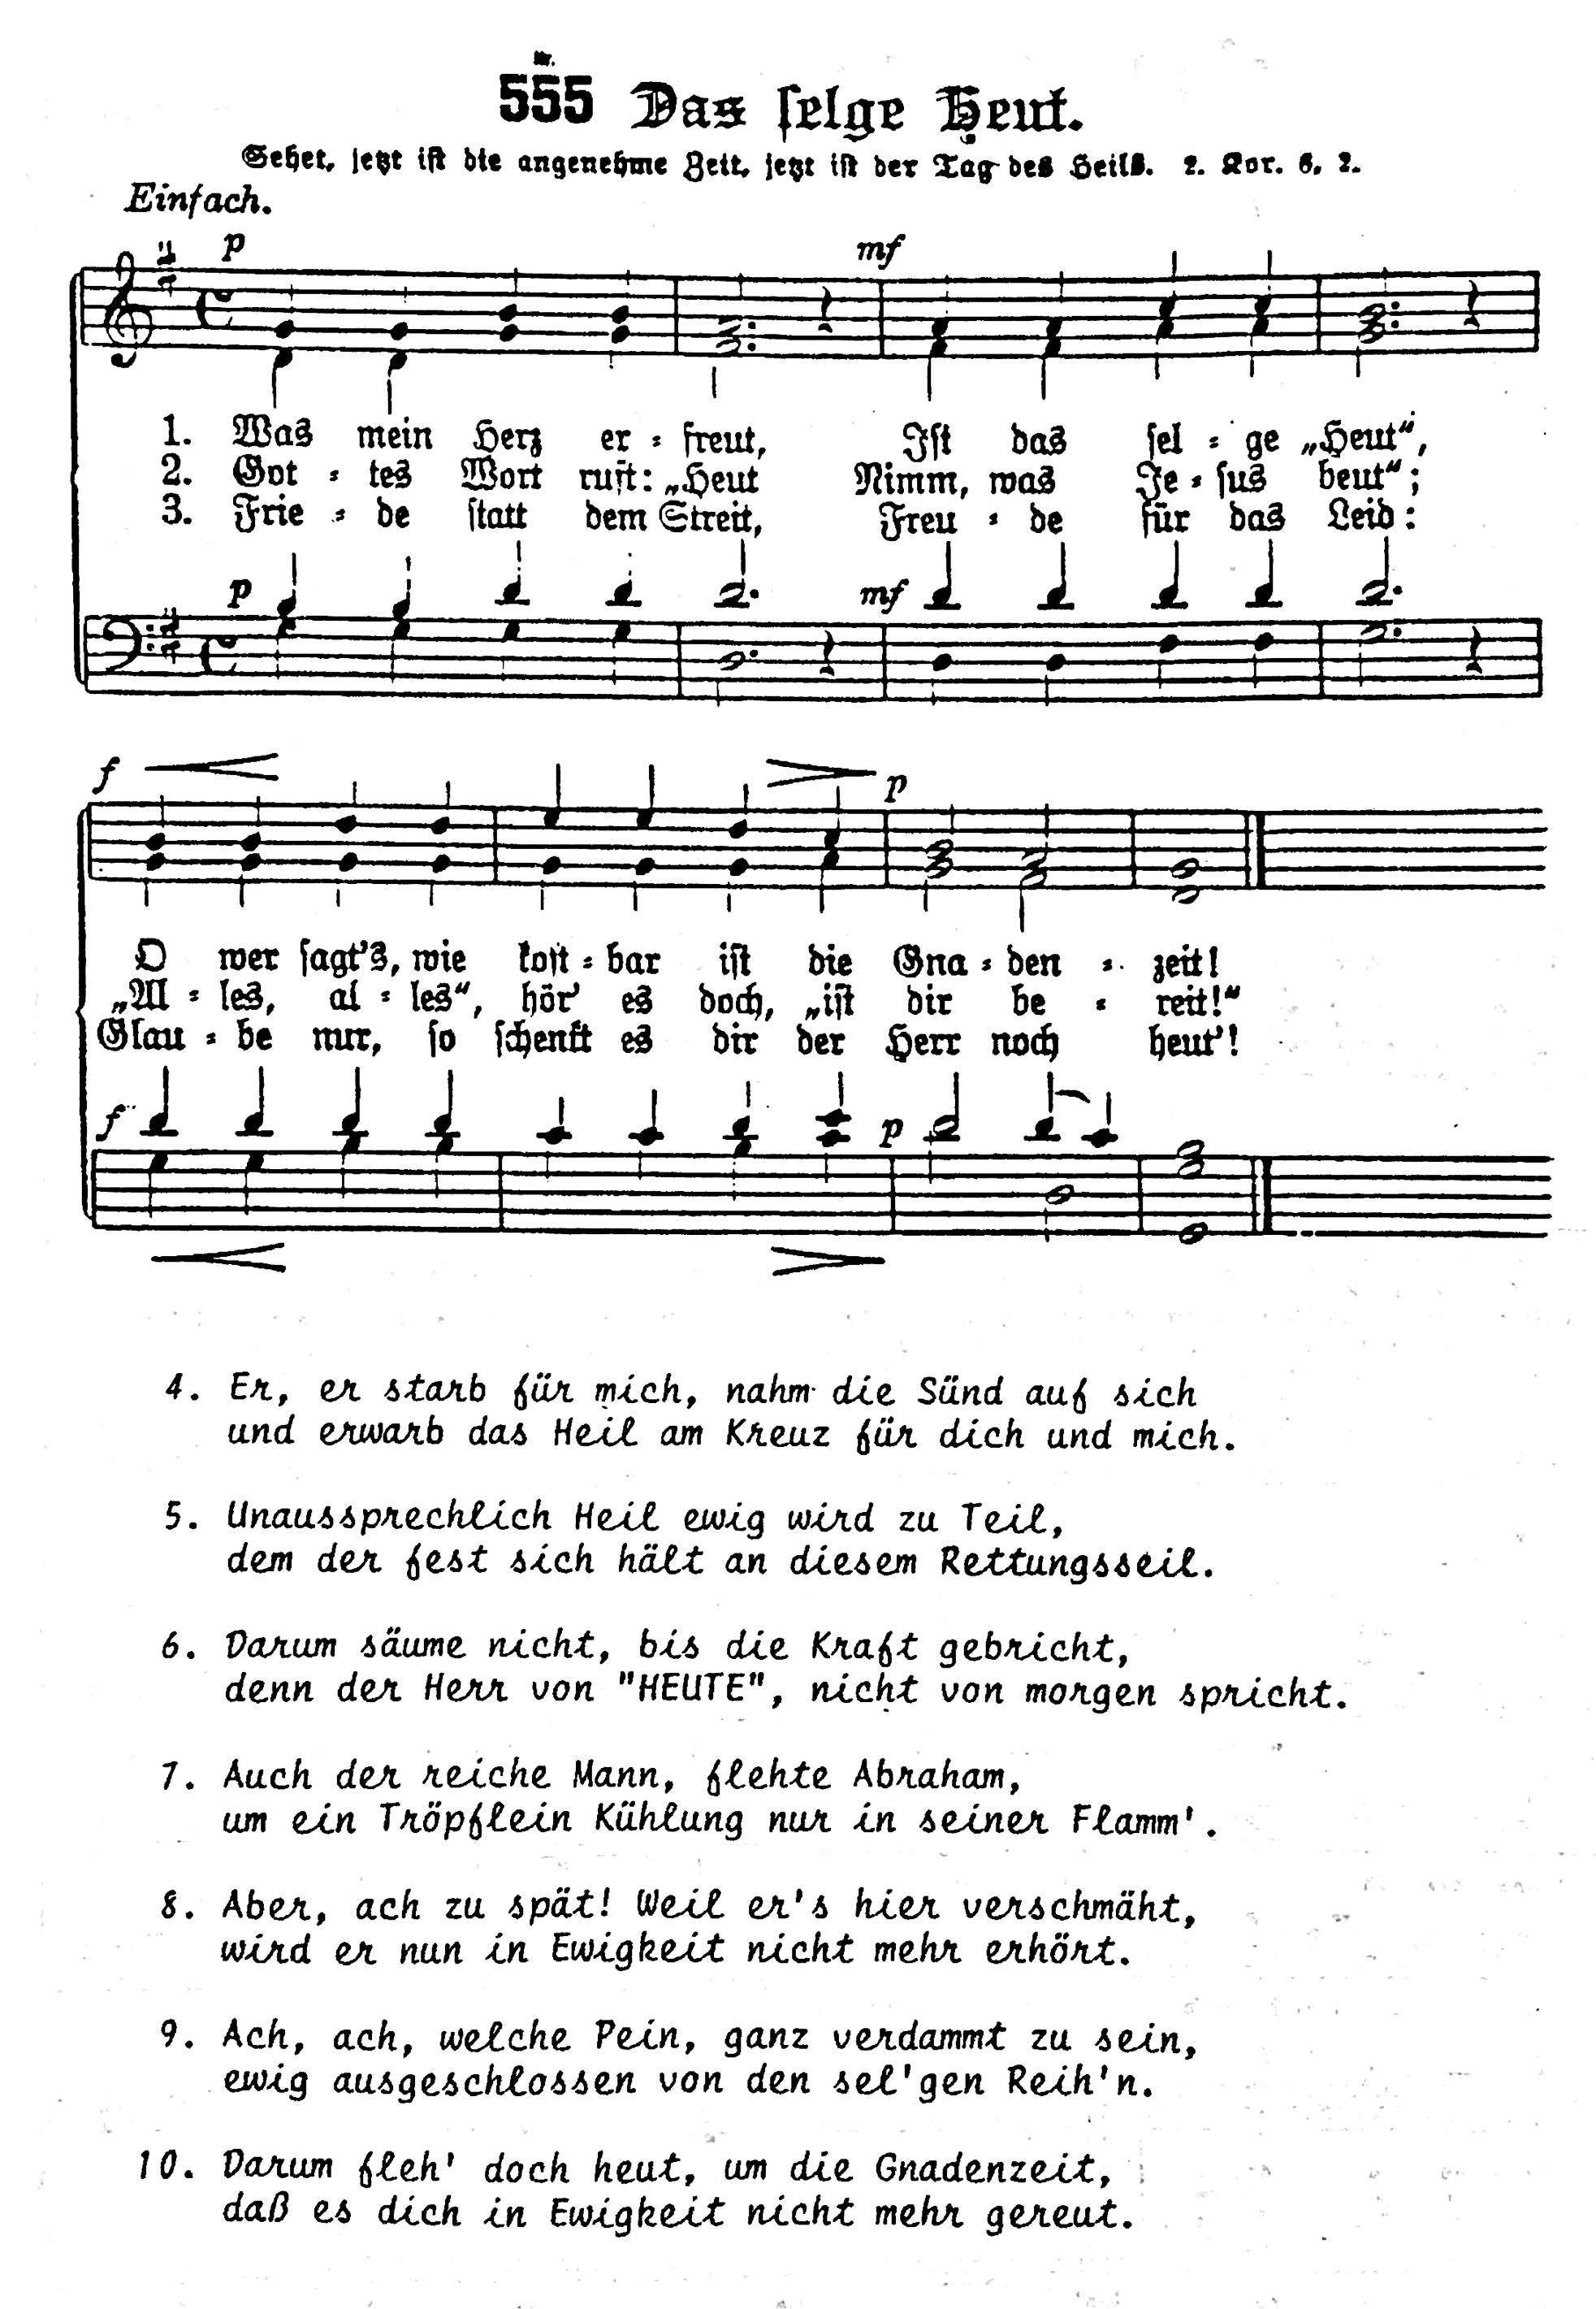 Nr.
555 Das selge Heut.
Sehet, jetzt ist die angenehme Zeit, jetzt ist der Tag des Heils. 2. Kor. 6, 2.
Einfach.
p mf
1. Was mein Herz er = freut, Ist das sel = ge „Heut“,
2. Got = tes Wort ruft: „Heut Nimm, was Je = sus beut“;
3. Frie = de statt dem Streit, Freu = de für das Leid:
p mf
f p
O wer sagt's, wie kost = bar ist die Gna = den = zeit!
„Al = les, al = les“, hör' es doch, „ist dir be = reit!“
Glau = be nur, so schenkt es dir der Herr noch heut'!
f p
4. Er, er starb für mich, nahm die Sünd auf sich
und erwarb das Heil am Kreuz für dich und mich.
5. Unaussprechlich Heil ewig wird zu Teil,
dem der fest sich hält an diesem Rettungsseil.
6. Darum säume nicht, bis die Kraft gebricht,
denn der Herr von "HEUTE", nicht von morgen spricht.
7. Auch der reiche Mann, flehte Abraham,
um ein Tröpflein Kühlung nur in seiner Flamm'.
8. Aber, ach zu spät! Weil er's hier verschmäht,
wird er nun in Ewigkeit nicht mehr erhört.
9. Ach, ach, welche Pein, ganz verdammt zu sein,
ewig ausgeschlossen von den sel'gen Reih'n.
10. Darum fleh' doch heut, um die Gnadenzeit,
daß es dich in Ewigkeit nicht mehr gereut.